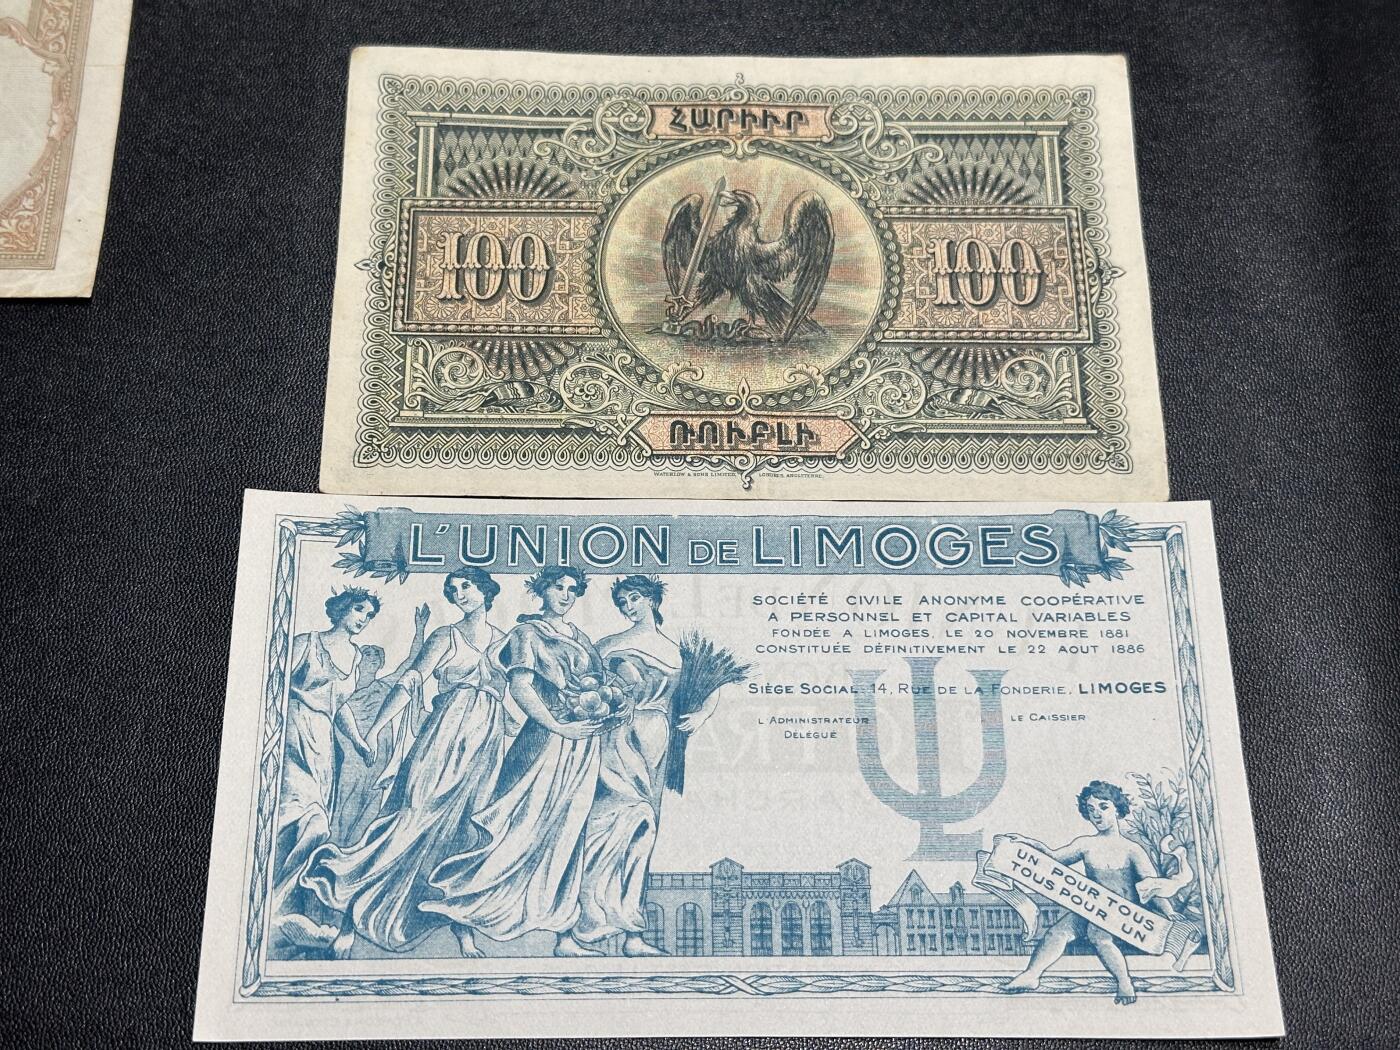 ՀԱՐԻՒՐ
100
100
ՌՈՒԲԼԻ
WATERLOW & SONS LIMITED, LONDRES, ANGLETERRE.
L'UNION DE LIMOGES
SOCIÉTÉ CIVILE ANONYME COOPÉRATIVE
A PERSONNEL ET CAPITAL VARIABLES
FONDÉE A LIMOGES, LE 20 NOVEMBRE 1881
CONSTITUÉE DÉFINITIVEMENT LE 22 AOUT 1886
SIÈGE SOCIAL: 14, RUE DE LA FONDERIE, LIMOGES
L'ADMINISTRATEUR
DÉLÉGUÉ
LE CAISSIER
UL
UN POUR TOUS
TOUS POUR UN